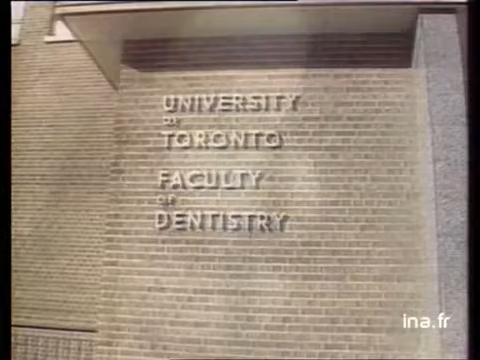 UNIVERSITY
OF
TORONTO
FACULTY
OF
DENTISTRY
ina.fr